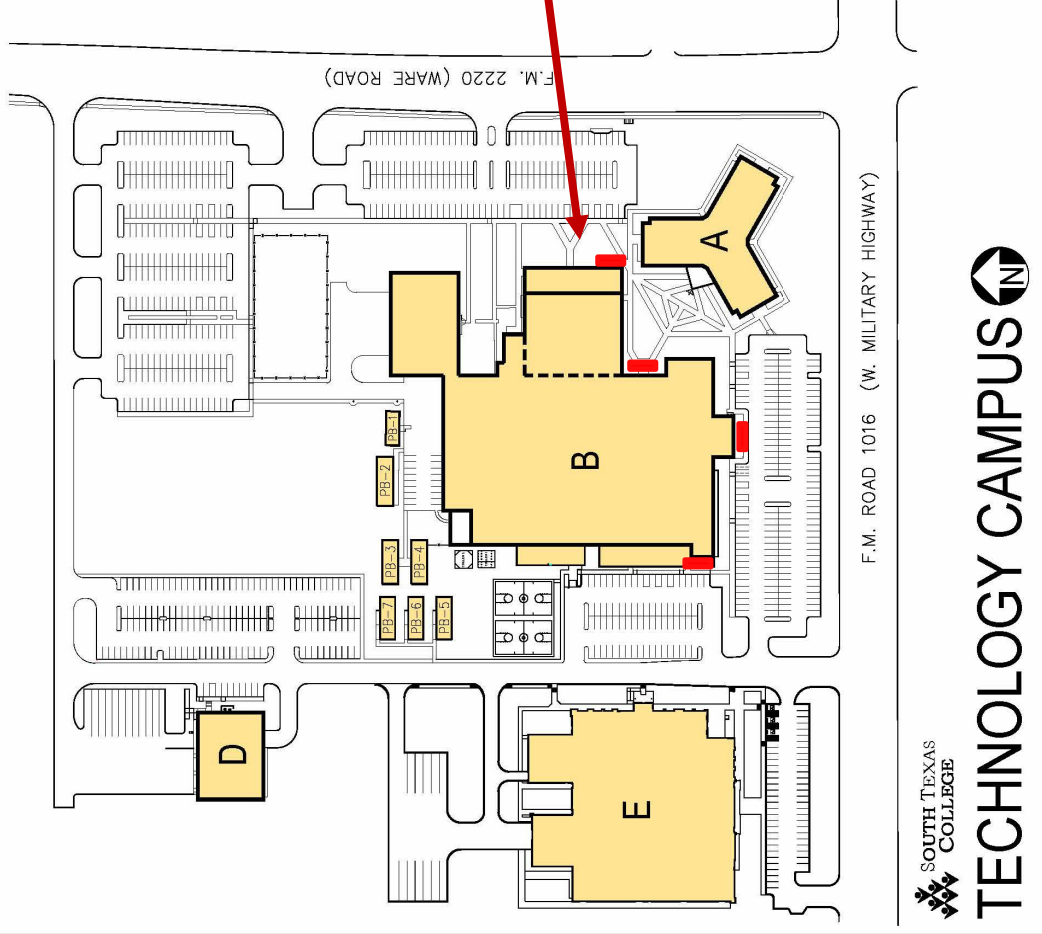 F.M. 2220 (WARE ROAD)
A
F.M. ROAD 1016 (W. MILITARY HIGHWAY)
B
PB-1
PB-2
PB-3
PB-4
PB-7
PB-6
PB-5
D
E
N
SOUTH TEXAS
COLLEGE
TECHNOLOGY CAMPUS